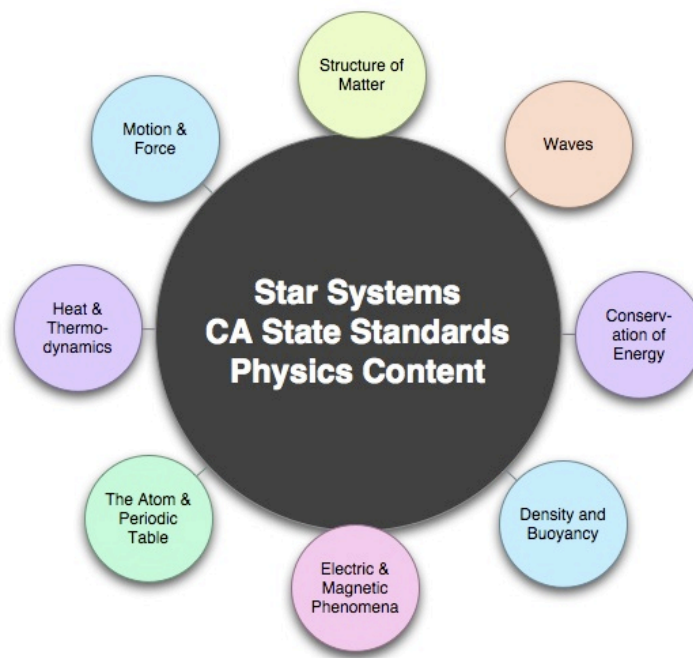 Star Systems
CA State Standards
Physics Content
Structure of
Matter
Waves
Conserv-
ation of
Energy
Density and
Buoyancy
Electric &
Magnetic
Phenomena
The Atom &
Periodic
Table
Heat &
Thermo-
dynamics
Motion &
Force